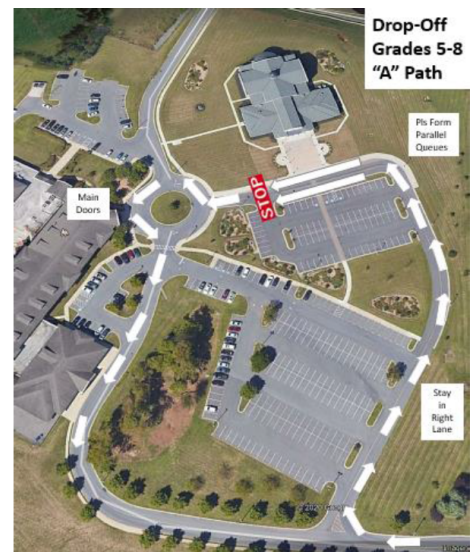 Drop-Off
Grades 5-8
“A” Path
Pls Form
Parallel
Queues
STOP
Main
Doors
Stay
in
Right
Lane